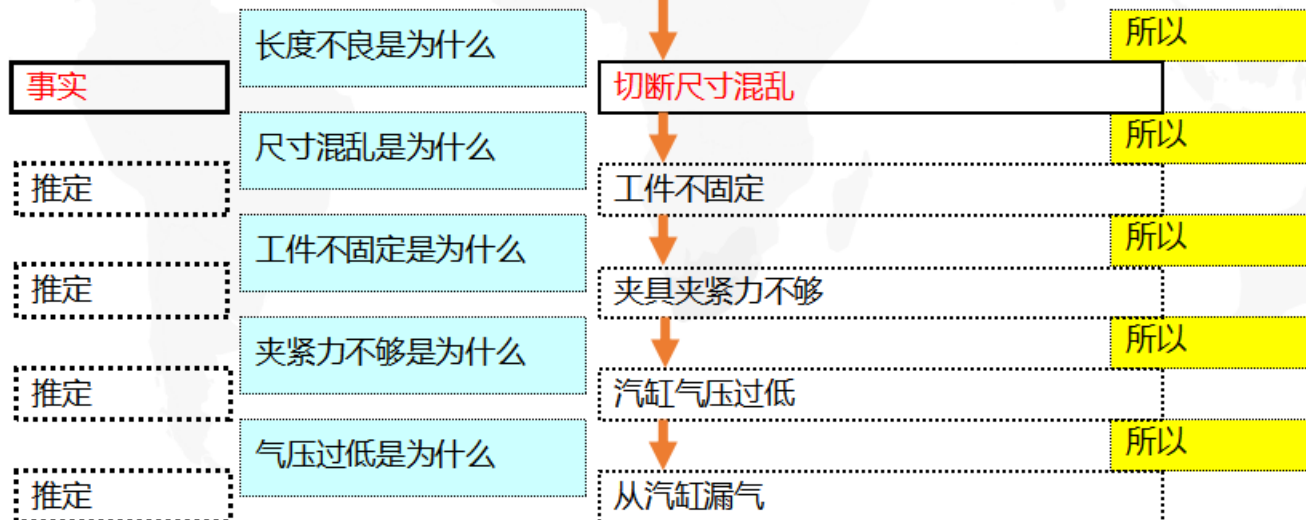 长度不良是为什么
所以
事实
切断尺寸混乱
尺寸混乱是为什么
所以
推定
工件不固定
工件不固定是为什么
所以
推定
夹具夹紧力不够
夹紧力不够是为什么
所以
推定
汽缸气压过低
气压过低是为什么
所以
推定
从汽缸漏气